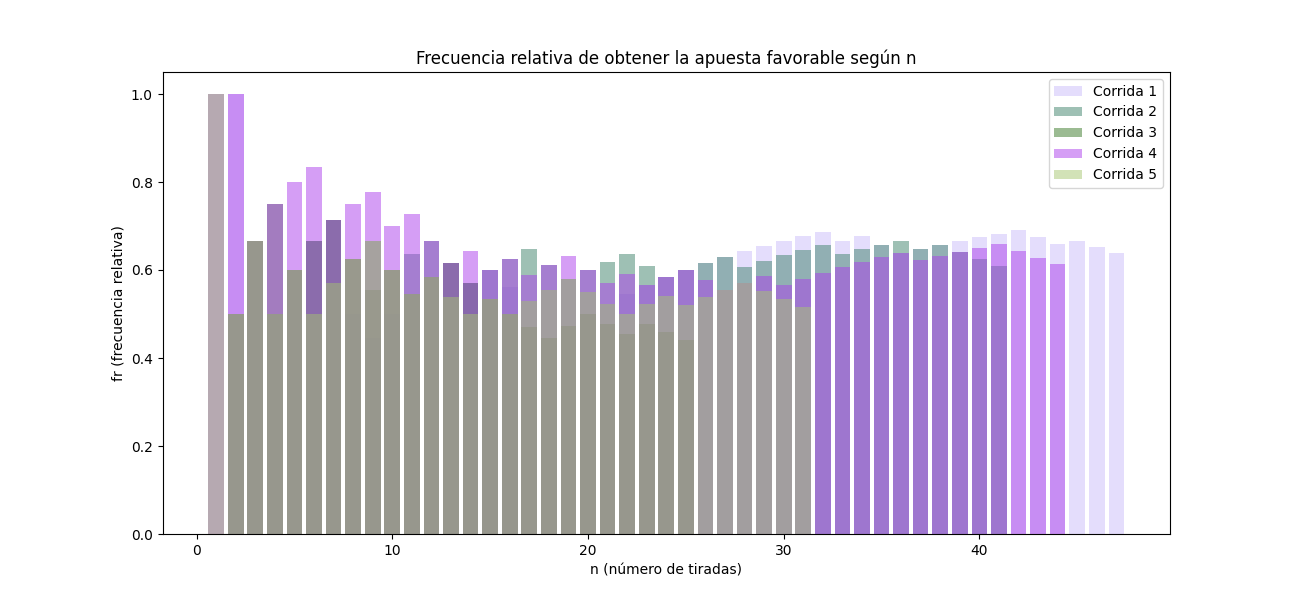 Frecuencia relativa de obtener la apuesta favorable según n
1.0
0.8
0.6
0.4
0.2
0.0
fr (frecuencia relativa)
0
10
20
30
40
n (número de tiradas)
Corrida 1
Corrida 2
Corrida 3
Corrida 4
Corrida 5